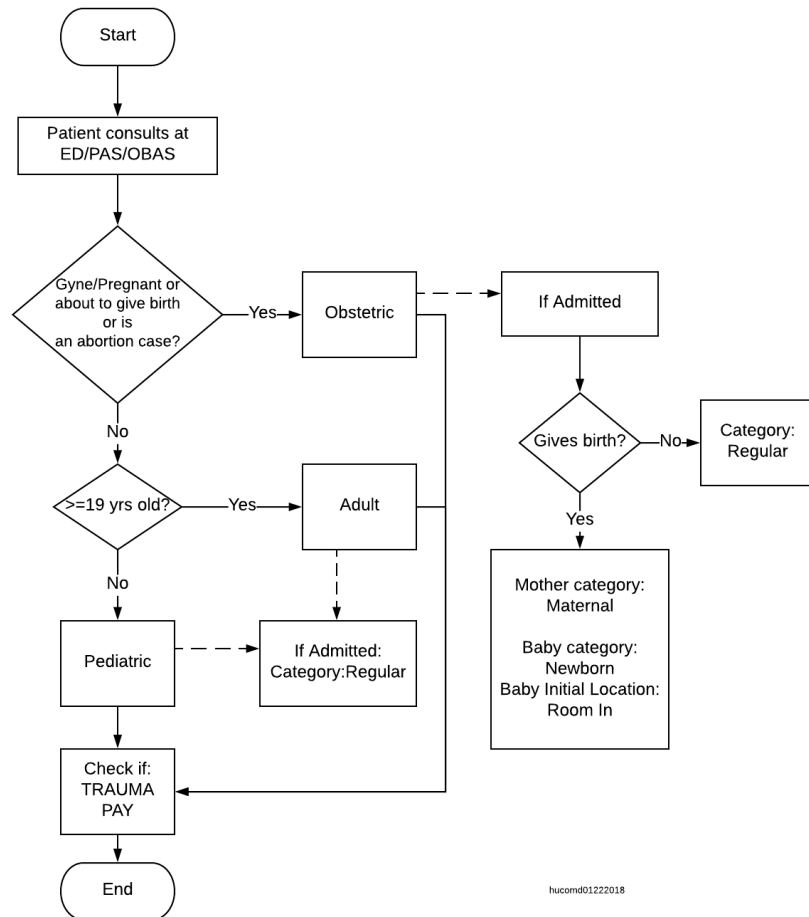 Start
Patient consults at
ED/PAS/OBAS
Gyne/Pregnant or
about to give birth
or is
an abortion case?
Yes
Obstetric
If Admitted
No
Gives birth?
No
Category:
Regular
>=19 yrs old?
Yes
Adult
Yes
No
Mother category:
Maternal
Baby category:
Newborn
Baby Initial Location:
Room In
Pediatric
If Admitted:
Category:Regular
Check if:
TRAUMA
PAY
End
hucomd01222018